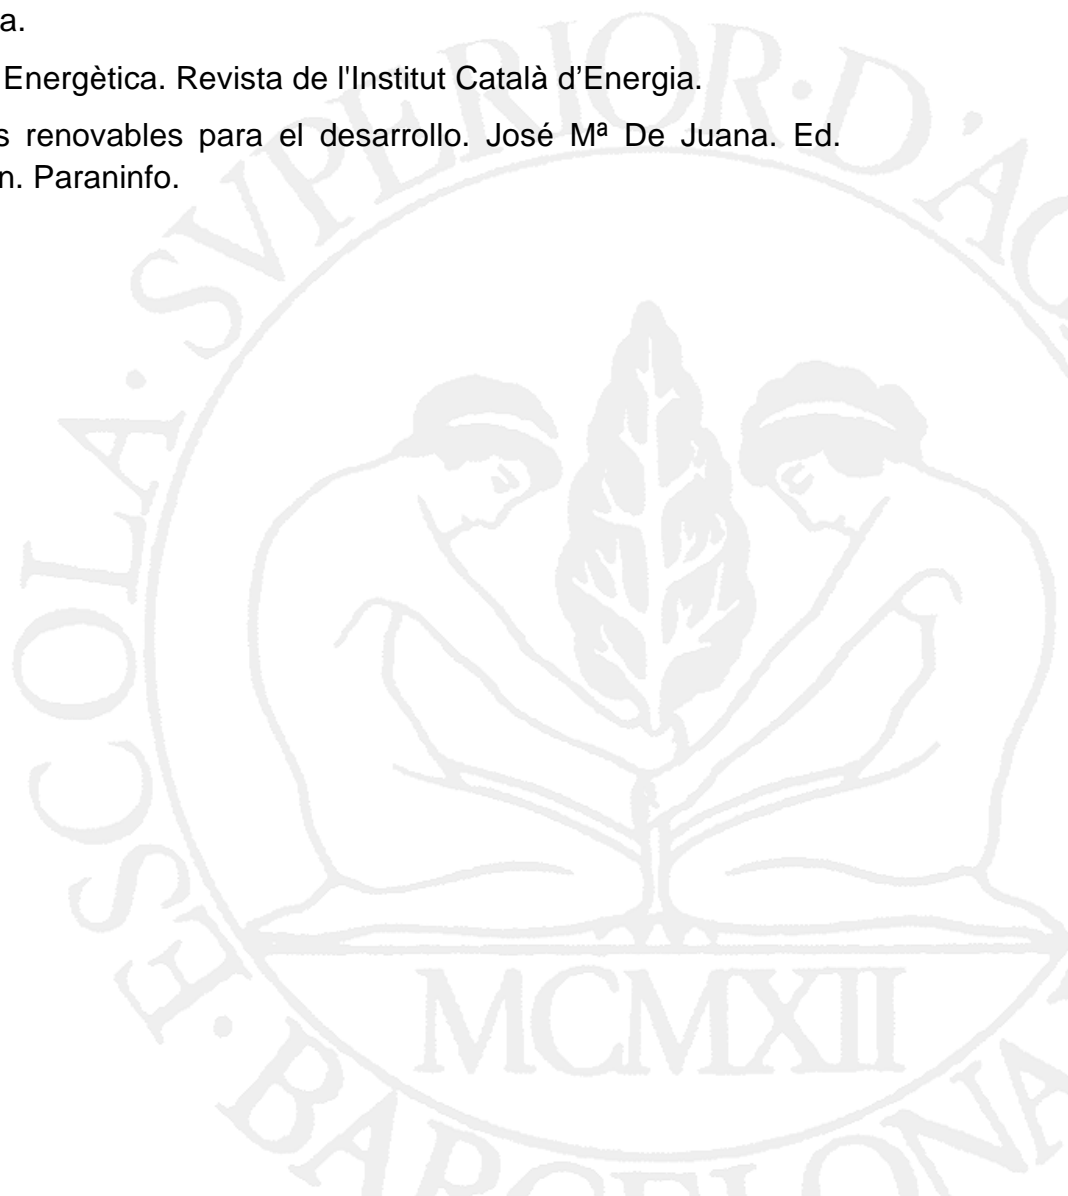 a.
Energètica. Revista de l'Institut Català d’Energia.
s renovables para el desarrollo. José Mª De Juana. Ed.
n. Paraninfo.
ESCOLA · SVPERIOR · D'A
MCMXII
· BARCELONA